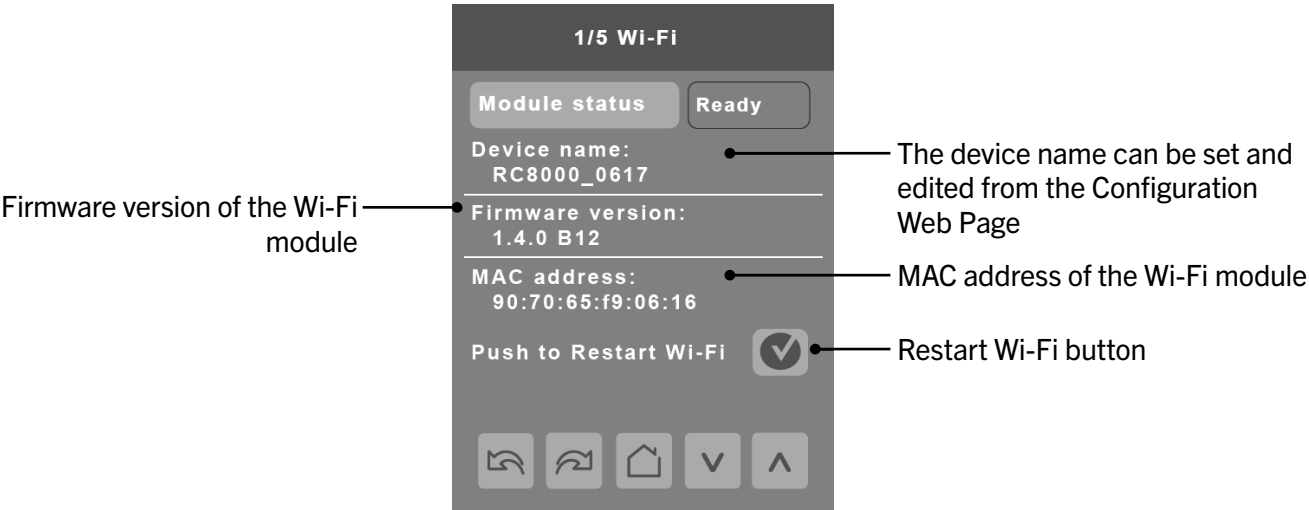 1/5 Wi-Fi
Module status
Ready
Device name:
RC8000_0617
Firmware version:
1.4.0 B12
MAC address:
90:70:65:f9:06:16
Push to Restart Wi-Fi
Firmware version of the Wi-Fi
module
The device name can be set and
edited from the Configuration
Web Page
MAC address of the Wi-Fi module
Restart Wi-Fi button